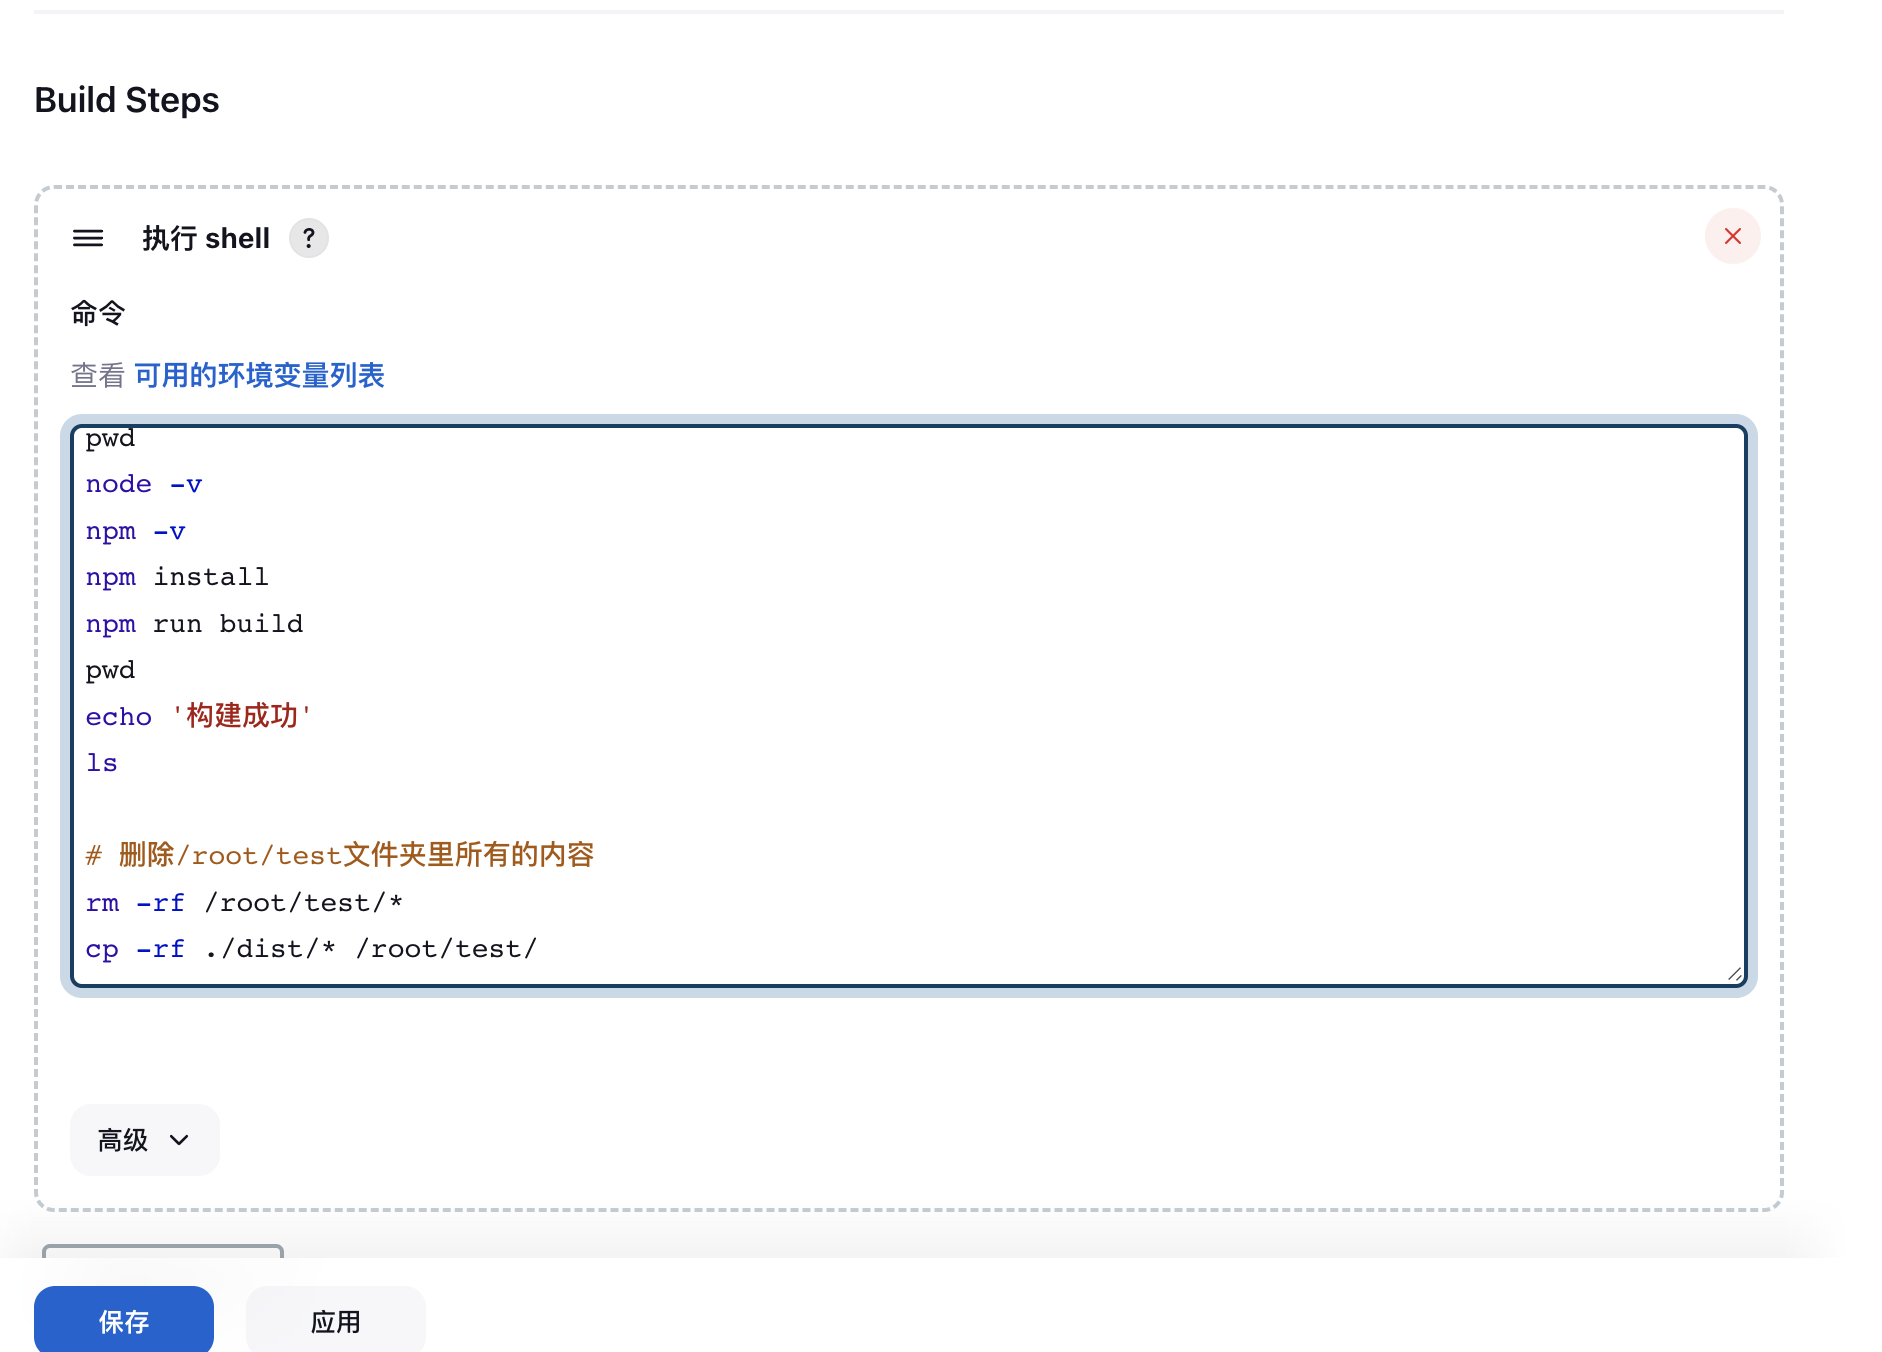 Build Steps
执行 shell ?
命令
查看 可用的环境变量列表
pwd
node -v
npm -v
npm install
npm run build
pwd
echo '构建成功'
ls
# 删除/root/test文件夹里所有的内容
rm -rf /root/test/*
cp -rf ./dist/* /root/test/
高级
保存 应用